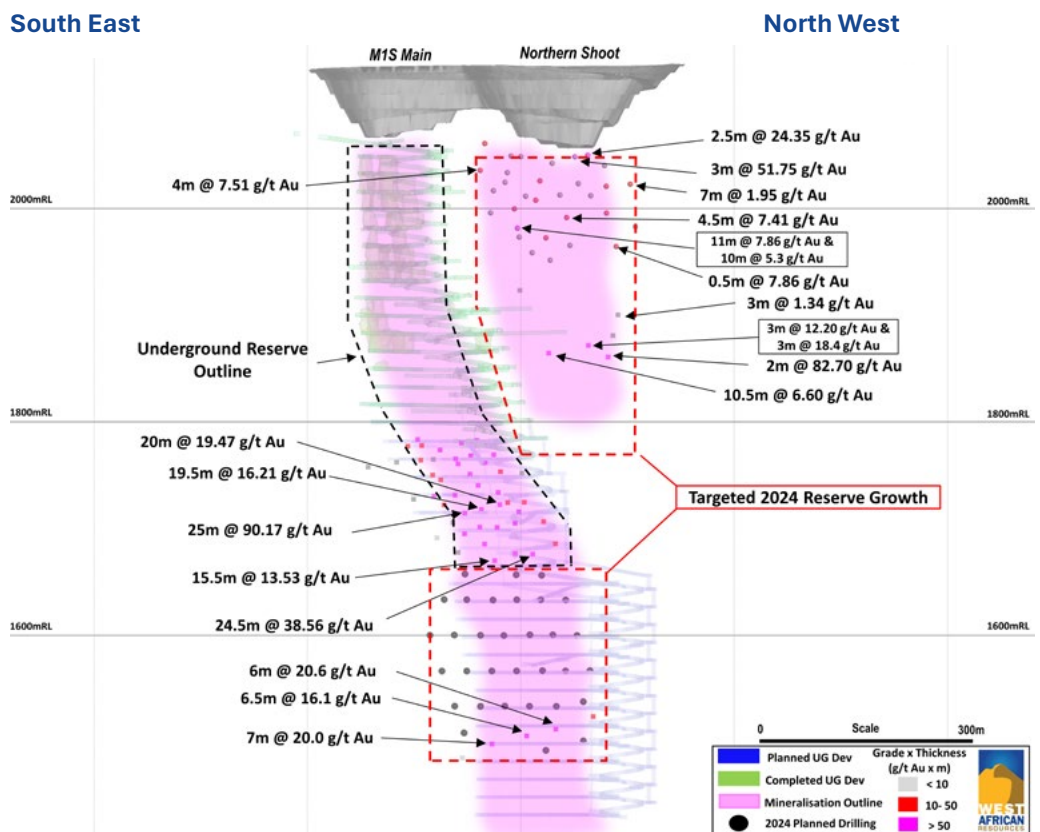 South East
North West
M1S Main
Northern Shoot
2.5m @ 24.35 g/t Au
3m @ 51.75 g/t Au
4m @ 7.51 g/t Au
7m @ 1.95 g/t Au
2000mRL
2000mRL
4.5m @ 7.41 g/t Au
11m @ 7.86 g/t Au &
10m @ 5.3 g/t Au
0.5m @ 7.86 g/t Au
3m @ 1.34 g/t Au
3m @ 12.20 g/t Au &
3m @ 18.4 g/t Au
Underground Reserve
Outline
2m @ 82.70 g/t Au
10.5m @ 6.60 g/t Au
1800mRL
1800mRL
20m @ 19.47 g/t Au
19.5m @ 16.21 g/t Au
Targeted 2024 Reserve Growth
25m @ 90.17 g/t Au
15.5m @ 13.53 g/t Au
24.5m @ 38.56 g/t Au
1600mRL
1600mRL
6m @ 20.6 g/t Au
6.5m @ 16.1 g/t Au
7m @ 20.0 g/t Au
0
Scale
300m
Planned UG Dev
Completed UG Dev
Mineralisation Outline
2024 Planned Drilling
Grade x Thickness
(g/t Au x m)
< 10
10- 50
> 50
WEST
AFRICAN
RESOURCES